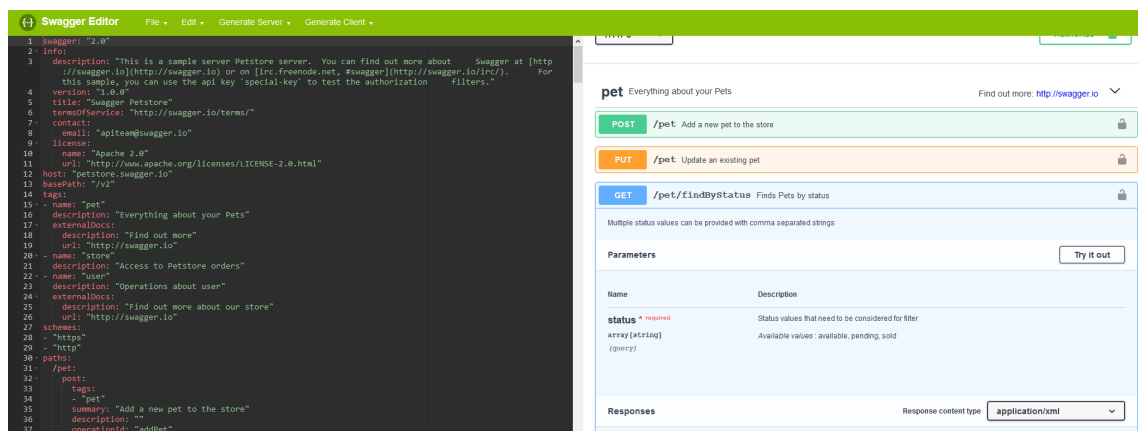 Swagger Editor File Edit Generate Server Generate Client
1 swagger: "2.0"
2 info:
3 description: "This is a sample server Petstore server. You can find out more about Swagger at [http
://swagger.io](http://swagger.io) or on [irc.freenode.net, #swagger](http://swagger.io/irc/). For
this sample, you can use the api key `special-key` to test the authorization filters."
4 version: "1.0.0"
5 title: "Swagger Petstore"
6 termsOfService: "http://swagger.io/terms/"
7 contact:
8 email: "apiteam@swagger.io"
9 license:
10 name: "Apache 2.0"
11 url: "http://www.apache.org/licenses/LICENSE-2.0.html"
12 host: "petstore.swagger.io"
13 basePath: "/v2"
14 tags:
15 - name: "pet"
16 description: "Everything about your Pets"
17 externalDocs:
18 description: "Find out more"
19 url: "http://swagger.io"
20 - name: "store"
21 description: "Access to Petstore orders"
22 - name: "user"
23 description: "Operations about user"
24 externalDocs:
25 description: "Find out more about our store"
26 url: "http://swagger.io"
27 schemes:
28 - "https"
29 - "http"
30 paths:
31 /pet:
32 post:
33 tags:
34 - "pet"
35 summary: "Add a new pet to the store"
36 description: ""
37 operationId: "addPet"
pet Everything about your Pets
Find out more: http://swagger.io
POST /pet Add a new pet to the store
PUT /pet Update an existing pet
GET /pet/findByStatus Finds Pets by status
Multiple status values can be provided with comma separated strings
Parameters
Try it out
Name Description
status * required Status values that need to be considered for filter
array[string] Available values : available, pending, sold
(query)
Responses
Response content type application/xml